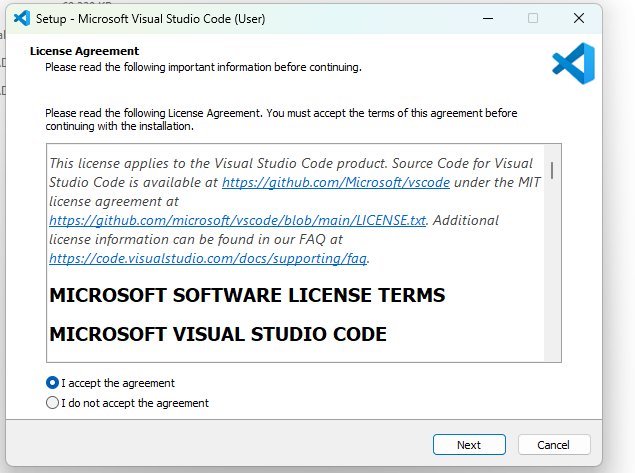 Setup - Microsoft Visual Studio Code (User)
License Agreement
Please read the following important information before continuing.
Please read the following License Agreement. You must accept the terms of this agreement before
continuing with the installation.
This license applies to the Visual Studio Code product. Source Code for Visual
Studio Code is available at https://github.com/Microsoft/vscode under the MIT
license agreement at
https://github.com/microsoft/vscode/blob/main/LICENSE.txt. Additional
license information can be found in our FAQ at
https://code.visualstudio.com/docs/supporting/faq.
MICROSOFT SOFTWARE LICENSE TERMS
MICROSOFT VISUAL STUDIO CODE
I accept the agreement
I do not accept the agreement
Next
Cancel